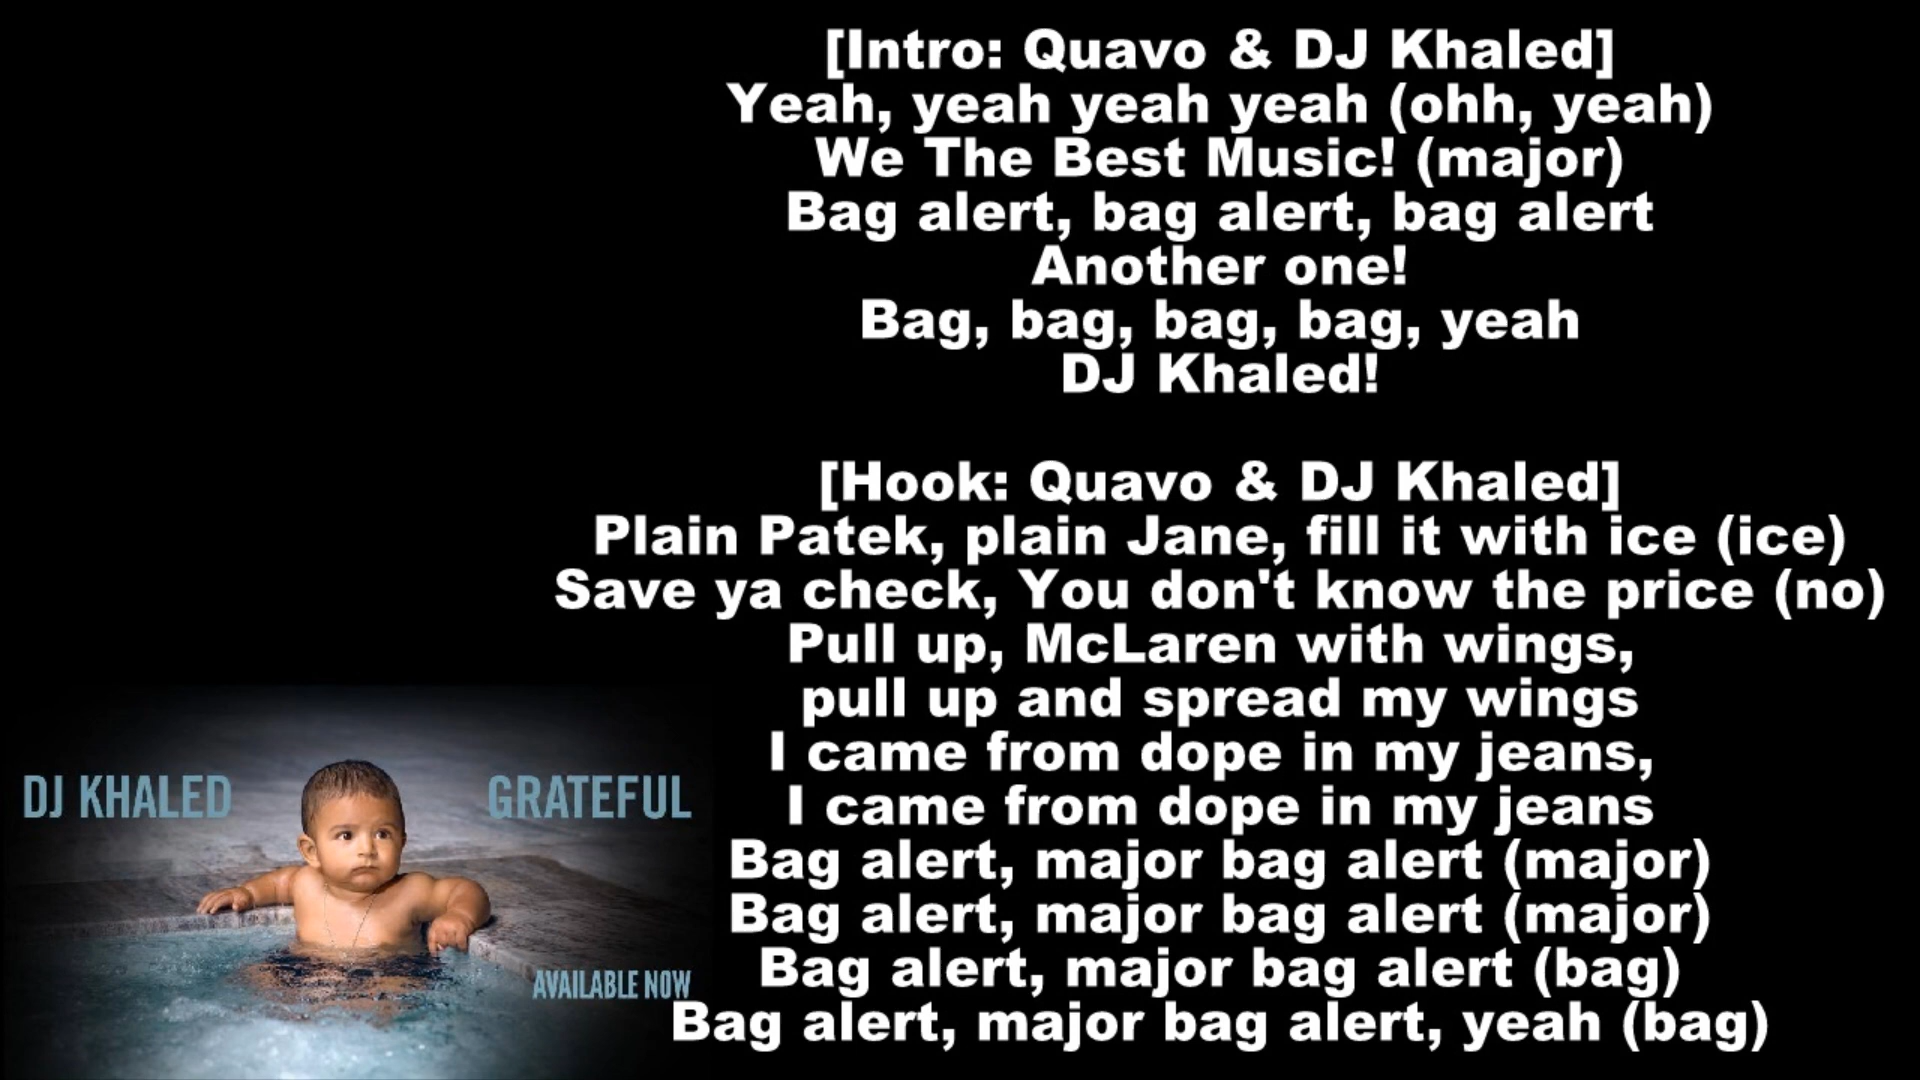 [Intro: Quavo & DJ Khaled]
Yeah, yeah yeah yeah (ohh, yeah)
We The Best Music! (major)
Bag alert, bag alert, bag alert
Another one!
Bag, bag, bag, bag, yeah
DJ Khaled!
[Hook: Quavo & DJ Khaled]
Plain Patek, plain Jane, fill it with ice (ice)
Save ya check, You don't know the price (no)
Pull up, McLaren with wings,
pull up and spread my wings
I came from dope in my jeans,
I came from dope in my jeans
Bag alert, major bag alert (major)
Bag alert, major bag alert (major)
Bag alert, major bag alert (bag)
Bag alert, major bag alert, yeah (bag)
DJ KHALED
GRATEFUL
AVAILABLE NOW